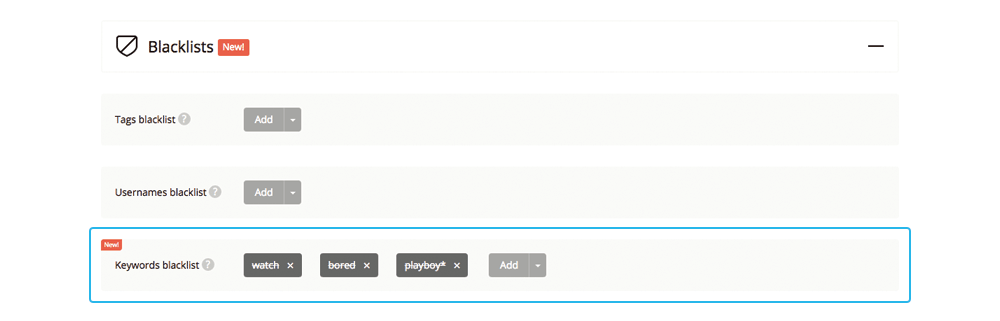 Blacklists New!
Tags blacklist ? Add
Usernames blacklist ? Add
New!
Keywords blacklist ? watch × bored × playboy* × Add